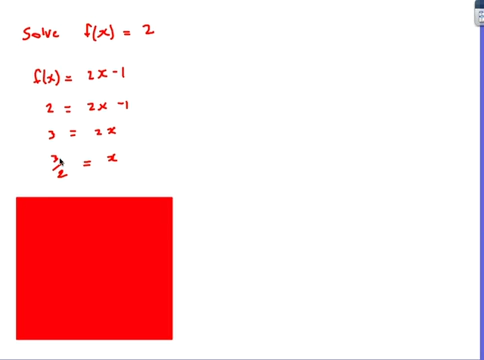 Solve f(x) = 2
f(x) = 2x - 1
2 = 2x - 1
3 = 2x
3/2 = x